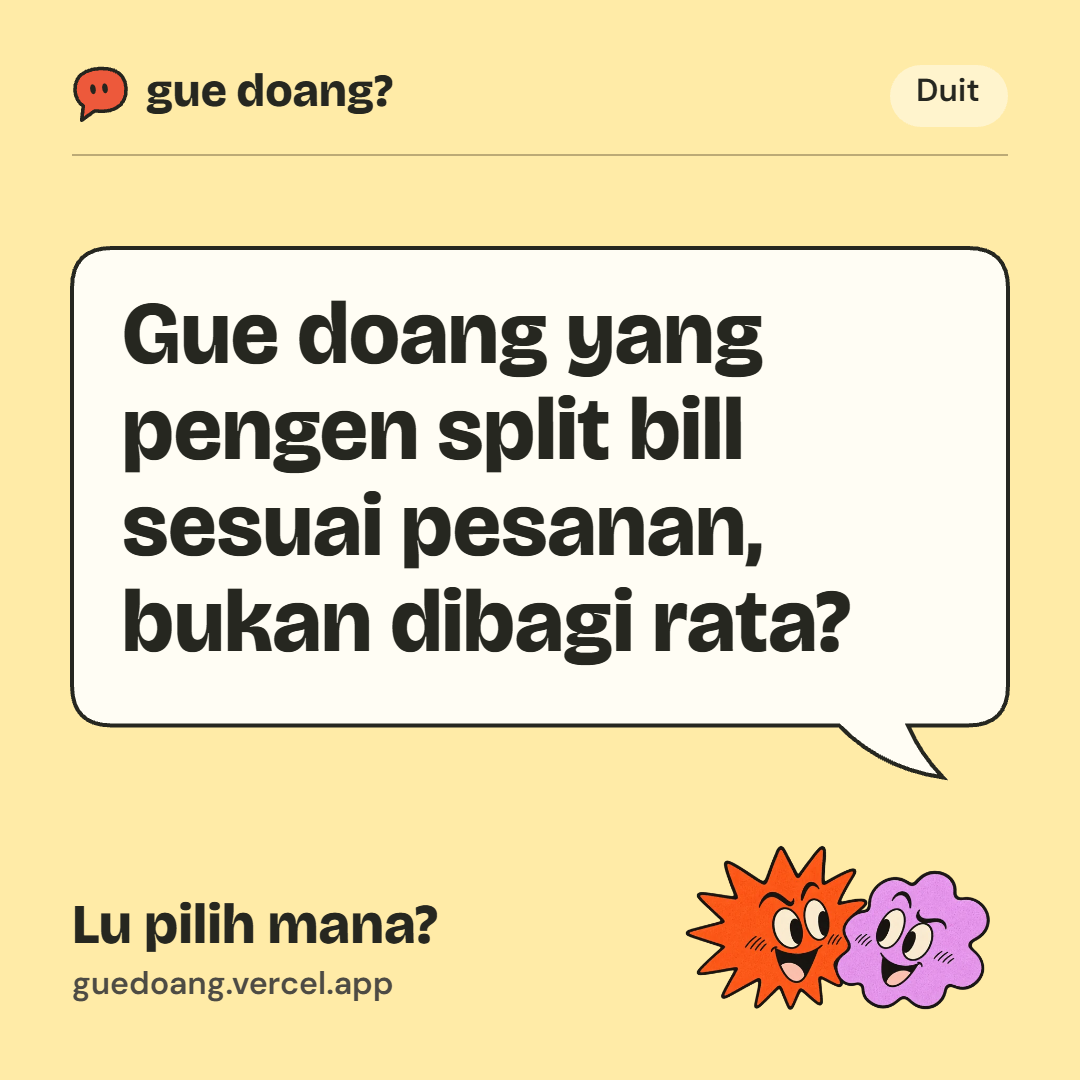 gue doang?
Duit
Gue doang yang
pengen split bill
sesuai pesanan,
bukan dibagi rata?
Lu pilih mana?
guedoang.vercel.app